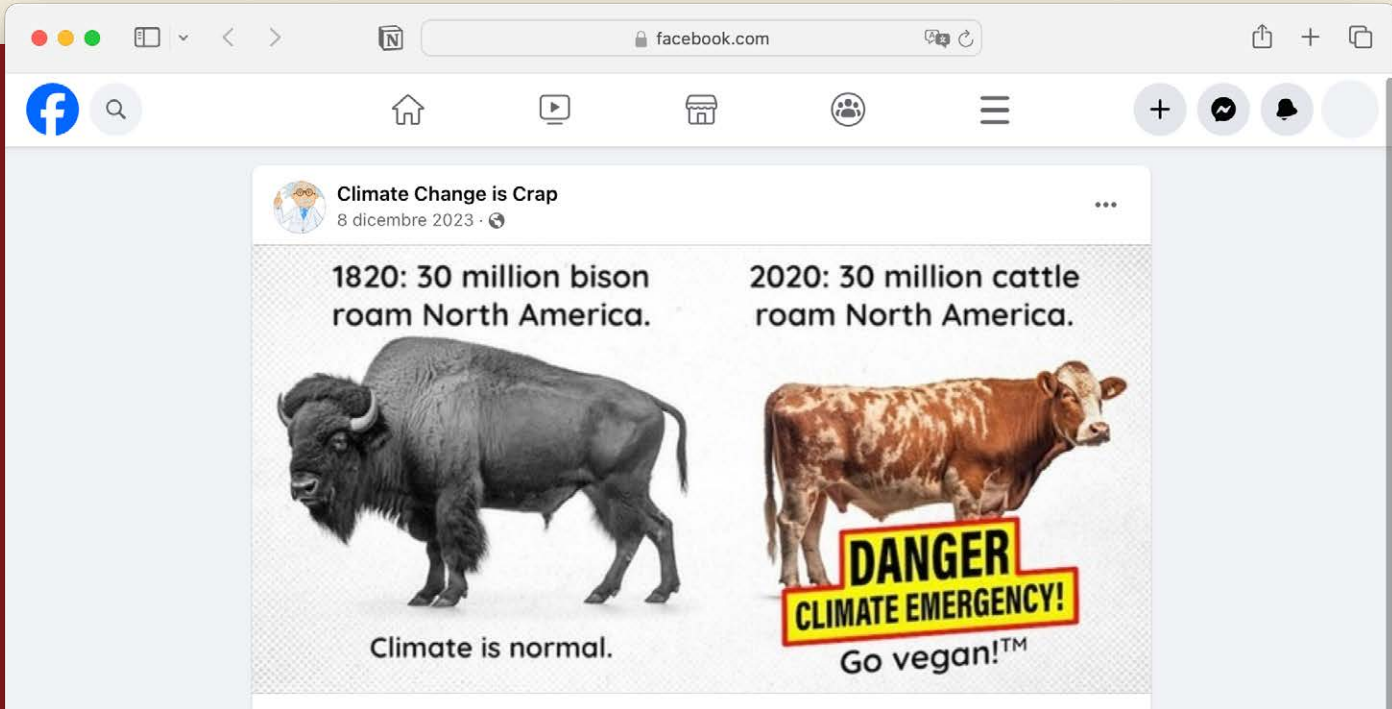 facebook.com
Climate Change is Crap
8 dicembre 2023 ·
1820: 30 million bison
roam North America.
2020: 30 million cattle
roam North America.
DANGER
CLIMATE EMERGENCY!
Climate is normal.
Go vegan!™